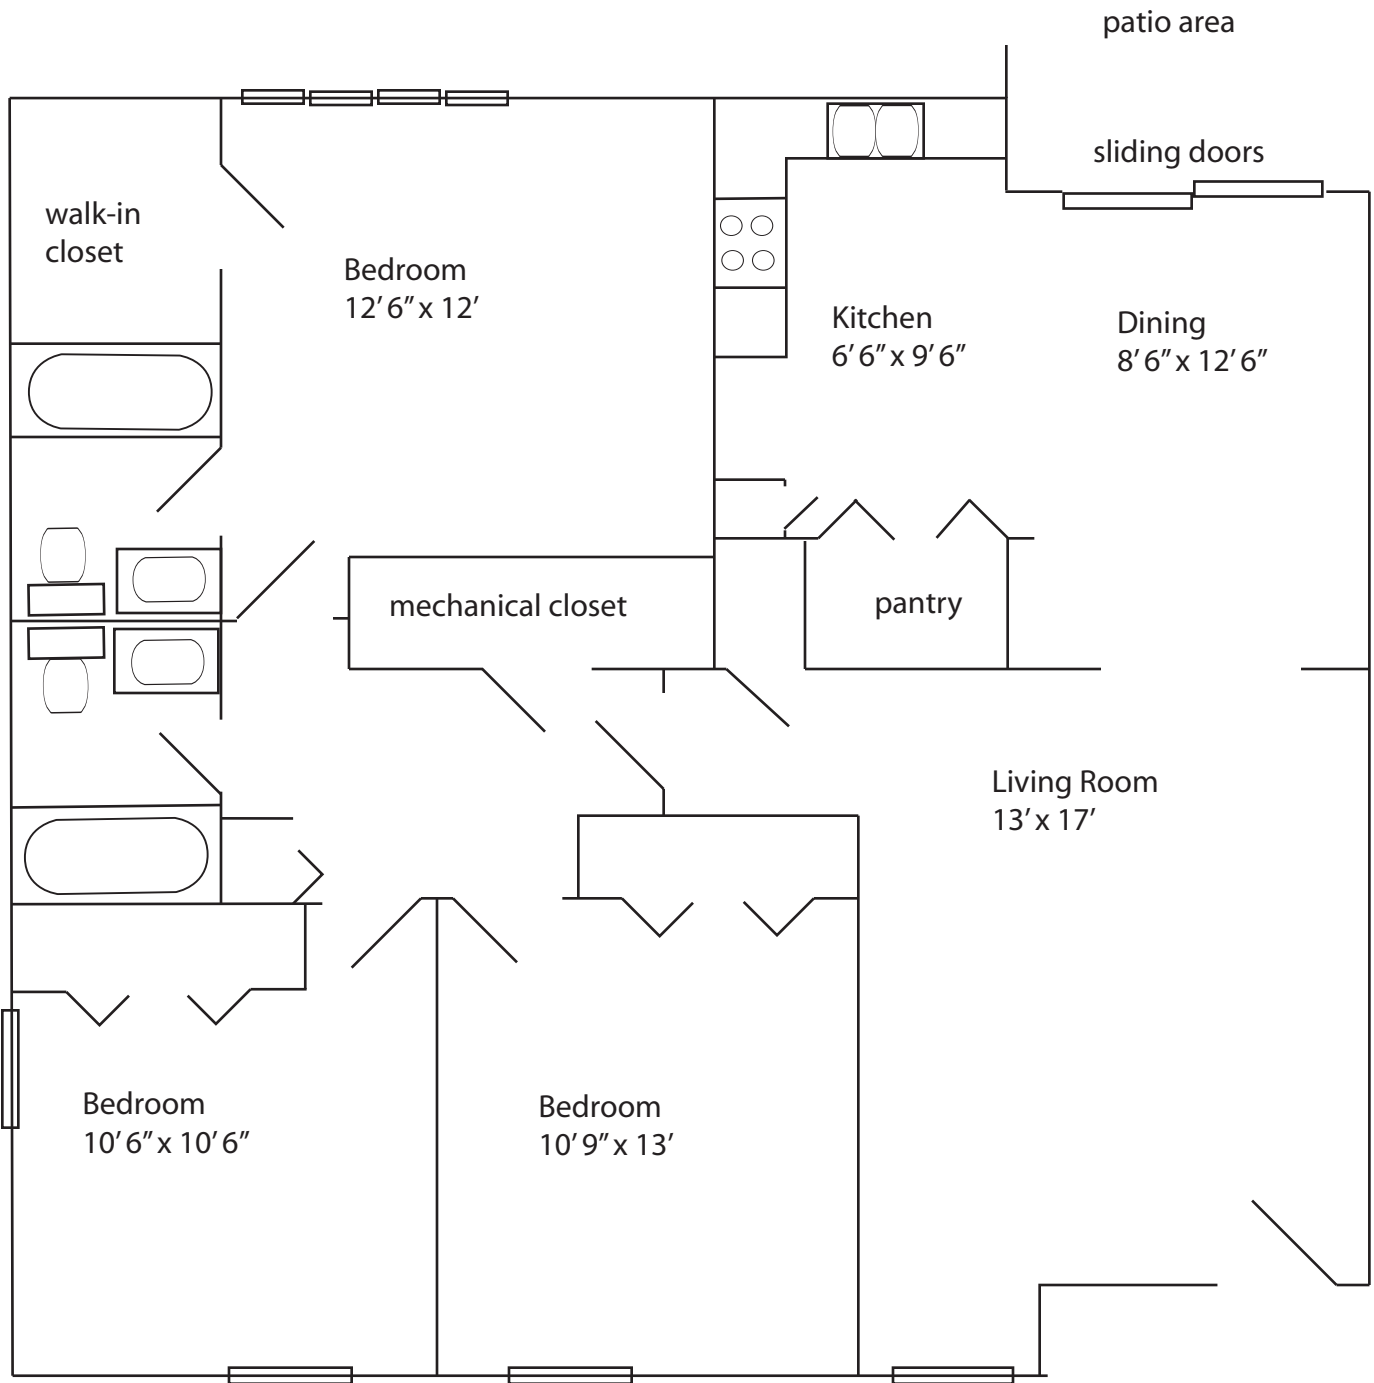 patio area
sliding doors
walk-in
closet
Bedroom
12’ 6” x 12’
Kitchen
6’ 6” x 9’ 6”
Dining
8’ 6” x 12’ 6”
mechanical closet
pantry
Living Room
13’ x 17’
Bedroom
10’ 6” x 10’ 6”
Bedroom
10’ 9” x 13’